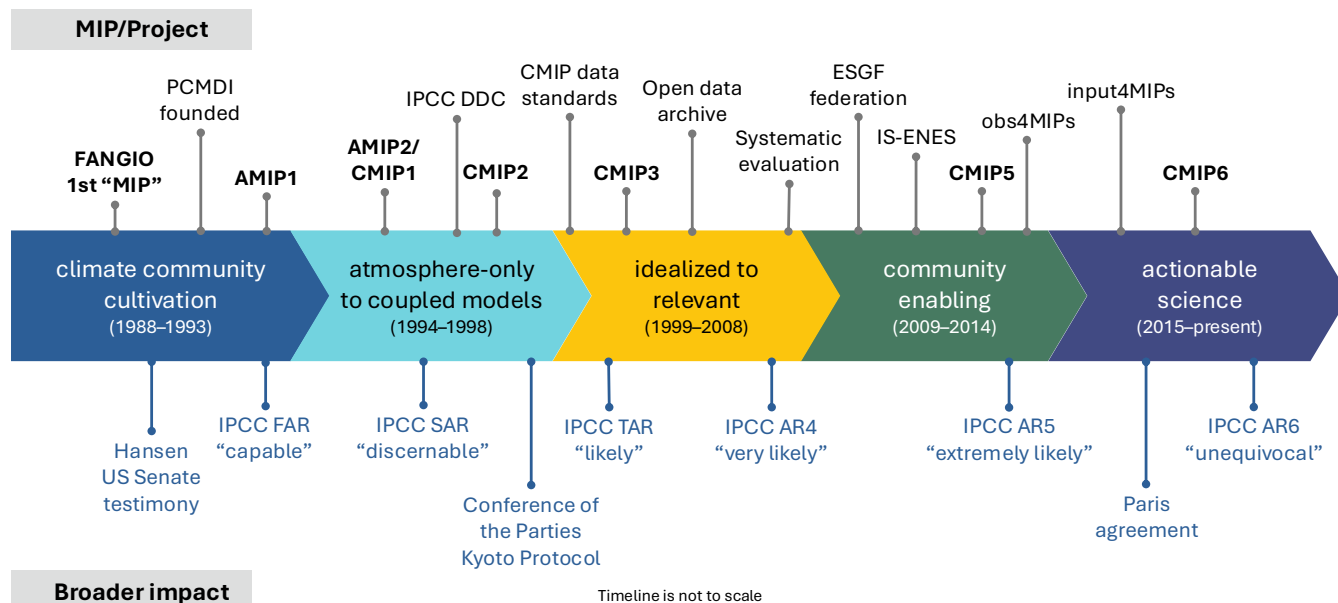 MIP/Project
PCMDI
founded
FANGIO
1st “MIP”
AMIP1
AMIP2/
CMIP1
IPCC DDC
CMIP2
CMIP data
standards
CMIP3
Open data
archive
Systematic
evaluation
ESGF
federation
IS-ENES
CMIP5
obs4MIPs
input4MIPs
CMIP6
climate community
cultivation
(1988–1993)
atmosphere-only
to coupled models
(1994–1998)
idealized to
relevant
(1999–2008)
community
enabling
(2009–2014)
actionable
science
(2015–present)
Hansen
US Senate
testimony
IPCC FAR
“capable”
IPCC SAR
“discernable”
Conference of
the Parties
Kyoto Protocol
IPCC TAR
“likely”
IPCC AR4
“very likely”
IPCC AR5
“extremely likely”
Paris
agreement
IPCC AR6
“unequivocal”
Broader impact
Timeline is not to scale